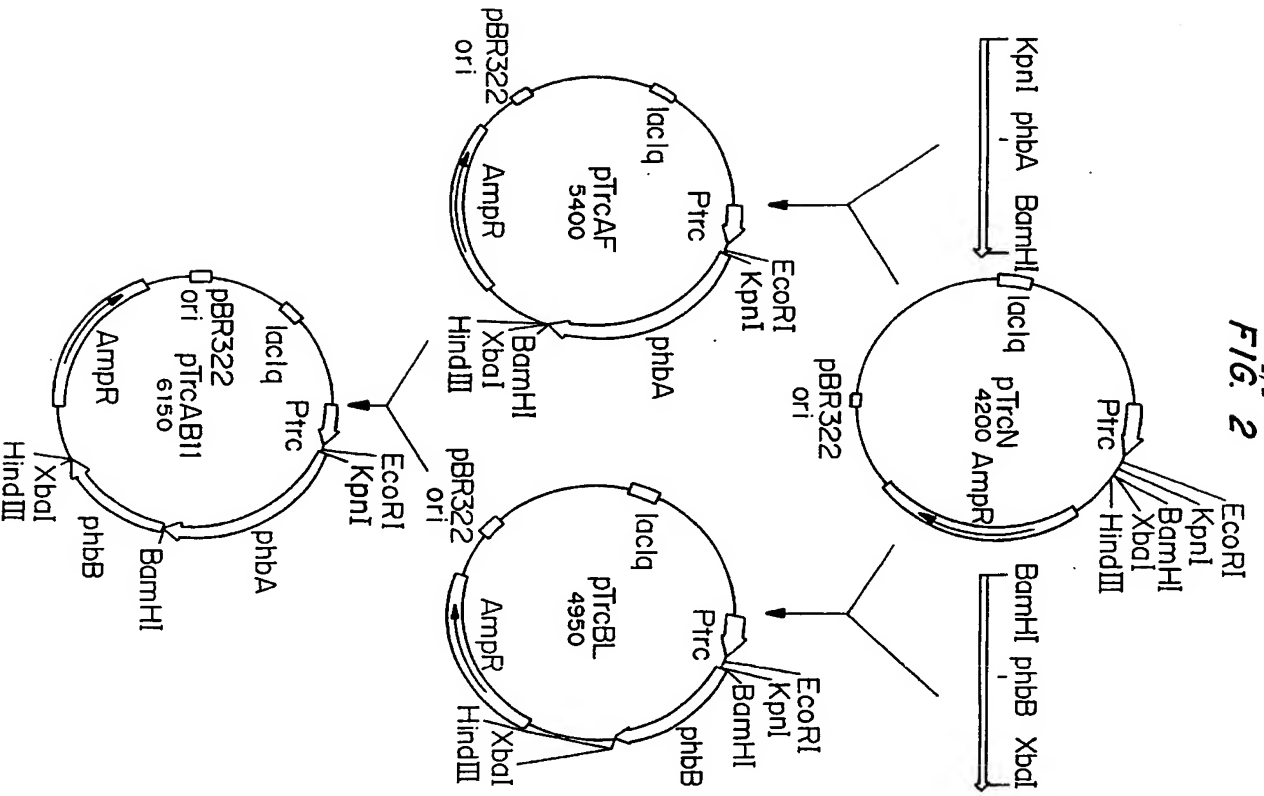 FIG. 2
KpnI phbA BamHI
BamHI phbB XbaI
lacIq
Ptrc
EcoRI
KpnI
BamHI
XbaI
HindIII
pTrcN
4200
AmpR
pBR322
ori
lacIq
Ptrc
EcoRI
KpnI
pTrcAF
5400
phbA
AmpR
BamHI
XbaI
HindIII
pBR322
ori
lacIq
Ptrc
EcoRI
KpnI
BamHI
pTrcBL
4950
phbB
AmpR
XbaI
HindIII
pBR322
ori
lacIq
Ptrc
EcoRI
KpnI
pBR322
ori
pTrcAB11
6150
phbA
AmpR
BamHI
phbB
XbaI
HindIII